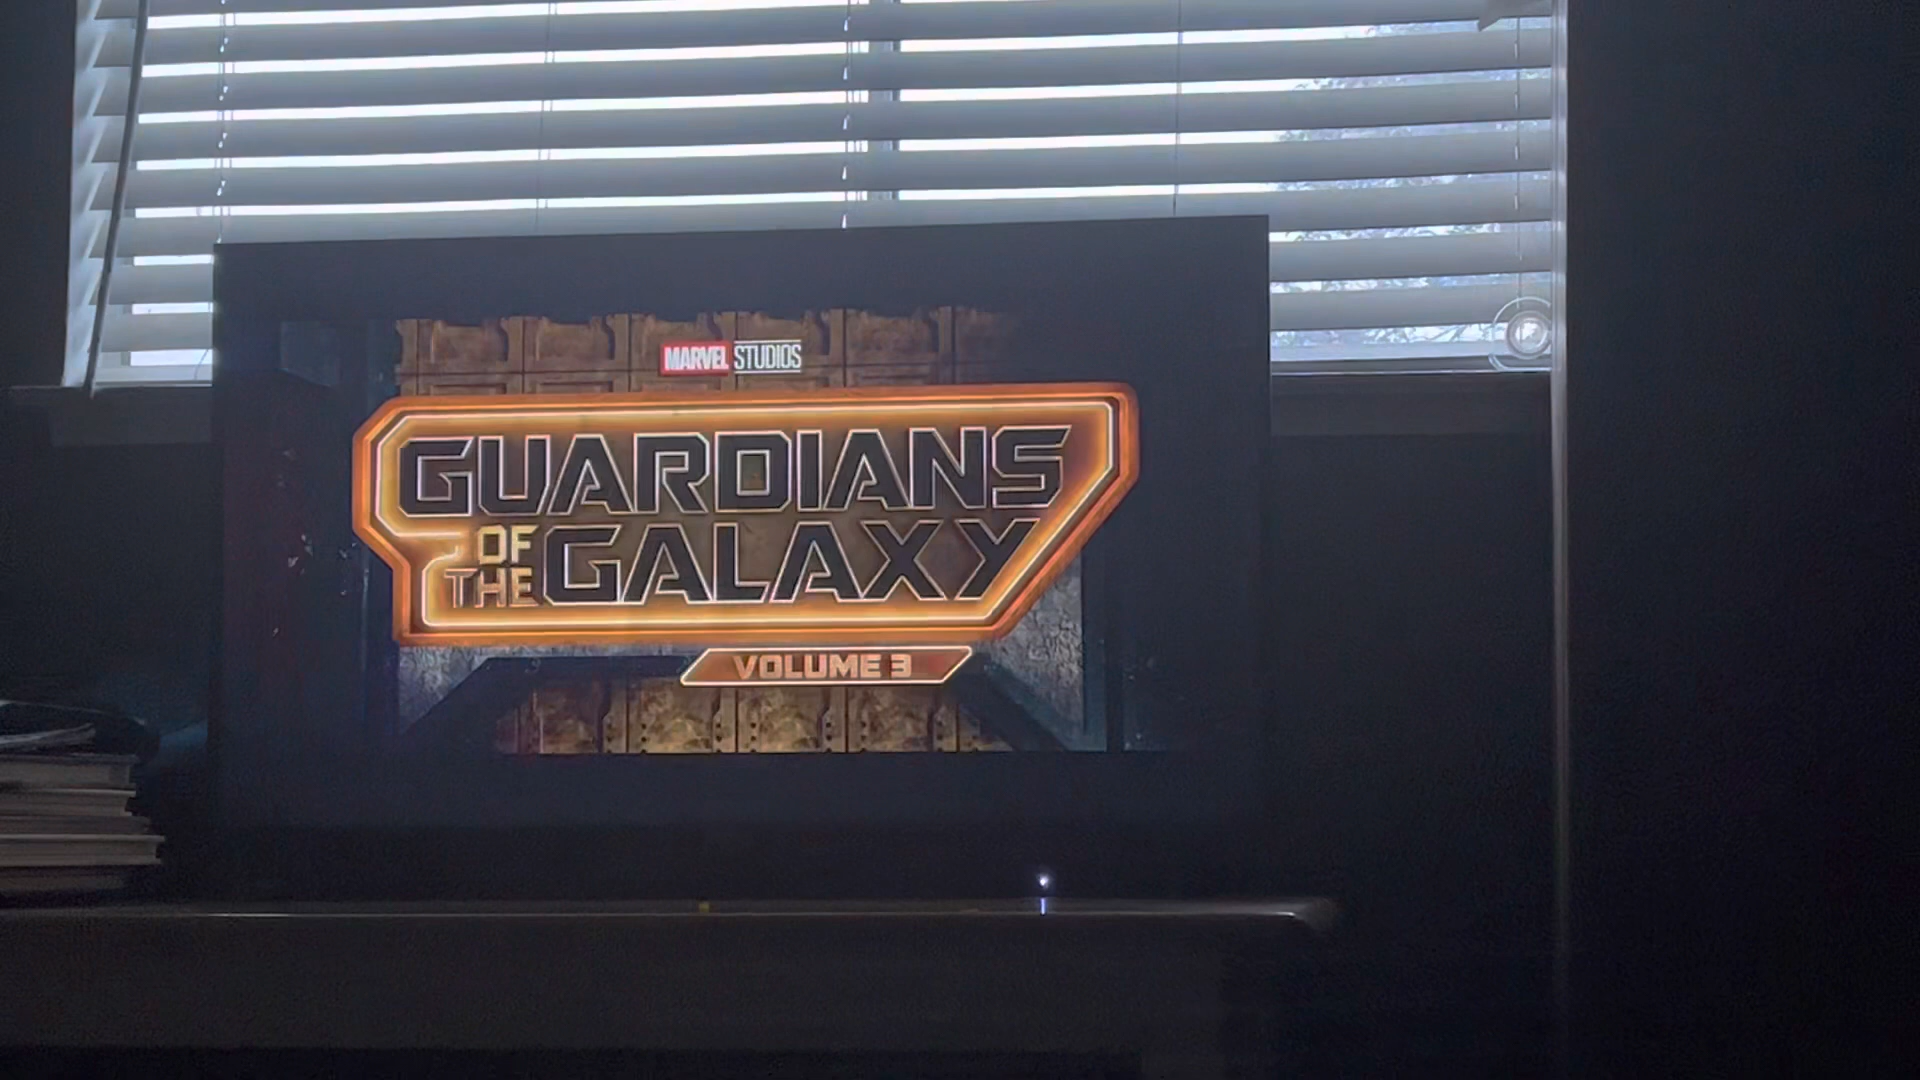 MARVEL STUDIOS
GUARDIANS
OF
THE
GALAXY
VOLUME 3